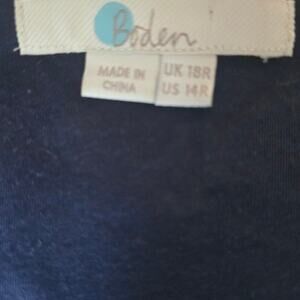 Boden
MADE IN
CHINA
UK 18R
US 14R